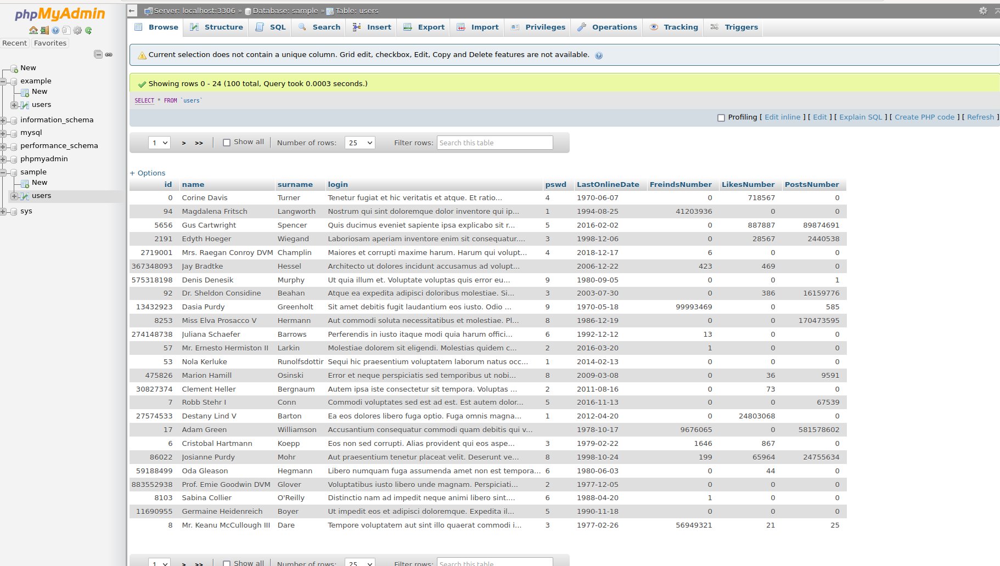 phpMyAdmin
Recent Favorites
New
example
New
users
information_schema
mysql
performance_schema
phpmyadmin
sample
New
users
sys
Server: localhost:3306 » Database: sample » Table: users
Browse Structure SQL Search Insert Export Import Privileges Operations Tracking Triggers
Current selection does not contain a unique column. Grid edit, checkbox, Edit, Copy and Delete features are not available.
Showing rows 0 - 24 (100 total, Query took 0.0003 seconds.)
SELECT * FROM `users`
Profiling [ Edit inline ] [ Edit ] [ Explain SQL ] [ Create PHP code ] [ Refresh ]
1 > >> Show all Number of rows: 25 Filter rows: Search this table
+ Options
id name surname login pswd LastOnlineDate FreindsNumber LikesNumber PostsNumber
0 Corine Davis Turner Tenetur fugiat et hic veritatis et atque. Et ratio... 4 1970-06-07 0 718567 0
94 Magdalena Fritsch Langworth Nostrum qui sint doloremque dolor inventore qui ip... 1 1994-08-25 41203936 0 0
5656 Gus Cartwright Spencer Quis ducimus eveniet sapiente ipsa explicabo sit r... 5 2016-02-02 0 887887 89874691
2191 Edyth Hoeger Wiegand Laboriosam aperiam inventore enim sit consequatur.... 3 1998-12-06 0 28567 2440538
2719001 Mrs. Raegan Conroy DVM Champlin Maiores et corrupti maxime harum. Harum qui volupt... 4 2018-12-17 6 0 0
367348093 Jay Bradtke Hessel Architecto ut dolores incidunt accusamus ad volupt... 2006-12-22 423 469 0
575318198 Denis Denesik Murphy Ut quia illum et. Voluptate voluptas quis error eu... 9 1980-09-05 0 0 1
92 Dr. Sheldon Considine Beahan Atque ea expedita adipisci doloribus molestiae. Si... 3 2003-07-30 0 386 16159776
13432923 Dasia Purdy Greenholt Sit amet debitis fugit laudantium eos iusto. Odio ... 9 1970-05-18 99993469 0 585
8253 Miss Elva Prosacco V Hermann Aut commodi soluta necessitatibus et molestiae. Pl... 8 1986-12-19 0 0 170473595
274148738 Juliana Schaefer Barrows Perferendis in iusto itaque modi quia harum offici... 6 1992-12-12 13 0 0
57 Mr. Ernesto Hermiston II Larkin Molestiae dolorem sit eligendi. Molestias quidem c... 2 2016-03-20 1 0 0
53 Nola Kerluke Runolfsdottir Sequi hic praesentium voluptatem laborum natus occ... 1 2014-02-13 0 0 0
475826 Marion Hamill Osinski Error et neque perspiciatis sed temporibus ut nobi... 8 2009-03-08 0 36 9591
30827374 Clement Heller Bergnaum Autem ipsa iste consectetur sit tempora. Voluptas ... 2 2011-08-16 0 73 0
7 Robb Stehr I Conn Commodi voluptates sed est ad est. Est autem dolor... 5 2016-11-13 0 0 67539
27574533 Destany Lind V Barton Ea eos dolores libero fuga optio. Fuga omnis magna... 1 2012-04-20 0 24803068 0
17 Adam Green Williamson Accusantium consequatur commodi quam debitis qui v... 1978-10-17 9676065 0 581578602
6 Cristobal Hartmann Koepp Eos non sed corrupti. Alias provident qui eos aspe... 3 1979-02-22 1646 867 0
86022 Josianne Purdy Mohr Aut praesentium tenetur placeat velit. Deserunt ve... 8 1998-10-24 199 65964 24755634
59188499 Oda Gleason Hegmann Libero numquam fuga assumenda amet non est tempora... 6 1980-06-03 0 44 0
883552938 Prof. Emie Goodwin DVM Glover Voluptatibus iusto libero unde magnam. Perspiciati... 2 1977-12-05 0 0 0
8103 Sabina Collier O'Reilly Distinctio nam ad impedit neque animi libero sint.... 6 1988-04-20 1 0 0
11690955 Germaine Heidenreich Boyer Ut impedit eos et adipisci doloremque. Expedita il... 5 1990-11-18 0 0 0
8 Mr. Keanu McCullough III Dare Tempore voluptatem aut sint illo quaerat commodi i... 3 1977-02-26 56949321 21 25
1 > >> Show all Number of rows: 25 Filter rows: Search this table